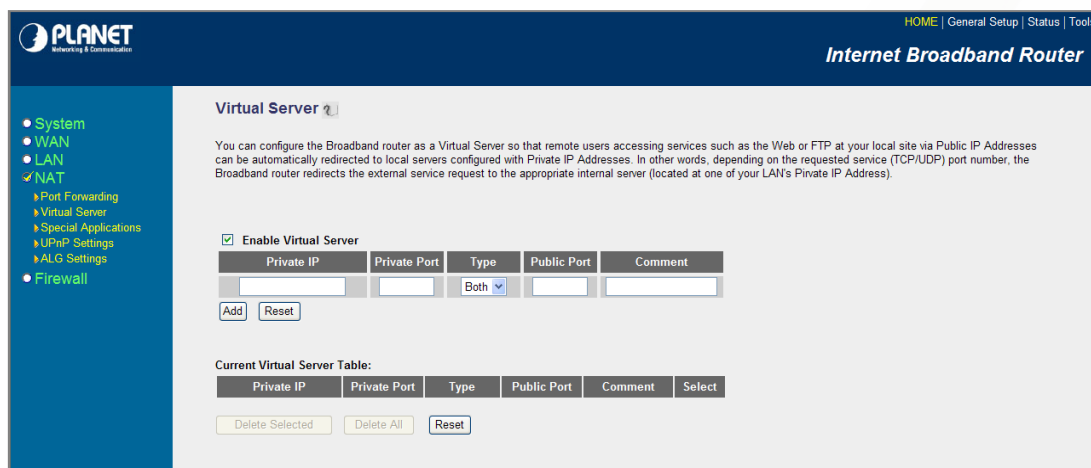 PLANET
Networking & Communication
HOME | General Setup | Status | Tools
Internet Broadband Router
System
WAN
LAN
NAT
Port Forwarding
Virtual Server
Special Applications
UPnP Settings
ALG Settings
Firewall
Virtual Server
You can configure the Broadband router as a Virtual Server so that remote users accessing services such as the Web or FTP at your local site via Public IP Addresses
can be automatically redirected to local servers configured with Private IP Addresses. In other words, depending on the requested service (TCP/UDP) port number, the
Broadband router redirects the external service request to the appropriate internal server (located at one of your LAN's Private IP Address).
Enable Virtual Server
Private IP Private Port Type Public Port Comment
Both
Add Reset
Current Virtual Server Table:
Private IP Private Port Type Public Port Comment Select
Delete Selected Delete All Reset